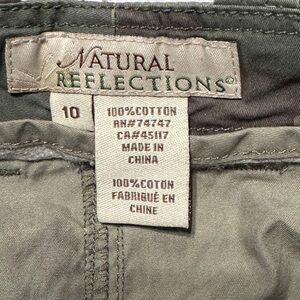 NATURAL
REFLECTIONS©
10
100%COTTON
RN#74747
CA#45117
MADE IN
CHINA
100%COTON
FABRIQUÉ EN
CHINE